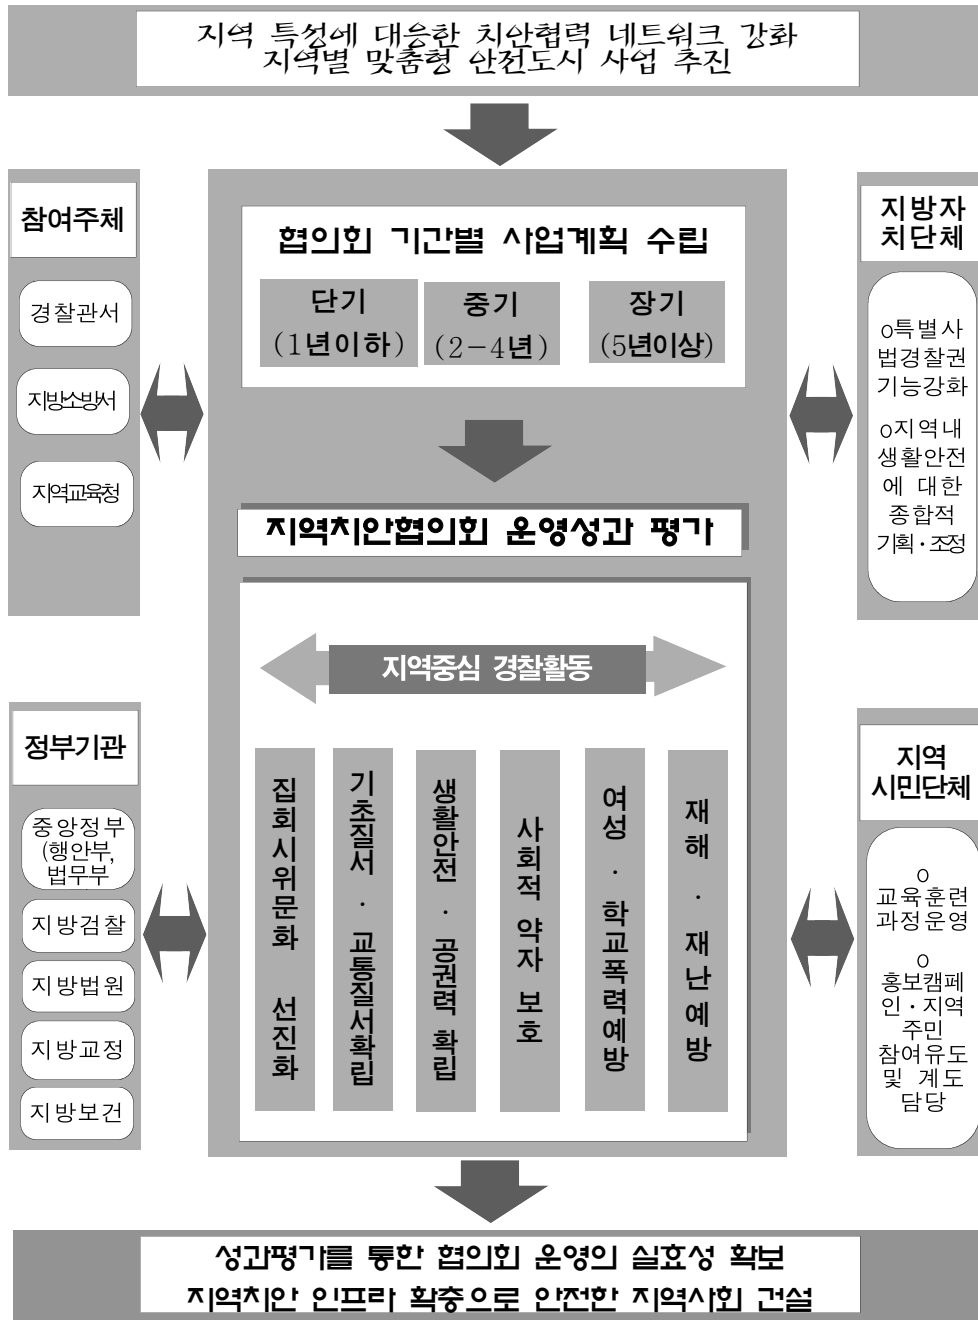 지역 특성에 대응한 치안협력 네트워크 강화
지역별 맞춤형 안전도시 사업 추진
참여주체
경찰관서
지방소방서
지역교육청
협의회 기간별 사업계획 수립
단기
(1년이하)
중기
(2-4년)
장기
(5년이상)
지방자
치단체
o특별사
법경찰권
기능강화
o지역내
생활안전
에 대한
종합적
기획·조정
지역치안협의회 운영성과 평가
지역중심 경찰활동
집회시위문화 선진화
기초질서 · 교통질서확립
생활안전 · 공권력 확립
사회적 약자 보호
여성 · 학교폭력예방
재해 · 재난예방
정부기관
중앙정부
(행안부,
법무부
지방검찰
지방법원
지방교정
지방보건
지역
시민단체
o
교육훈련
과정운영
o
홍보캠페
인·지역
주민
참여유도
및 계도
담당
성과평가를 통한 협의회 운영의 실효성 확보
지역치안 인프라 확충으로 안전한 지역사회 건설